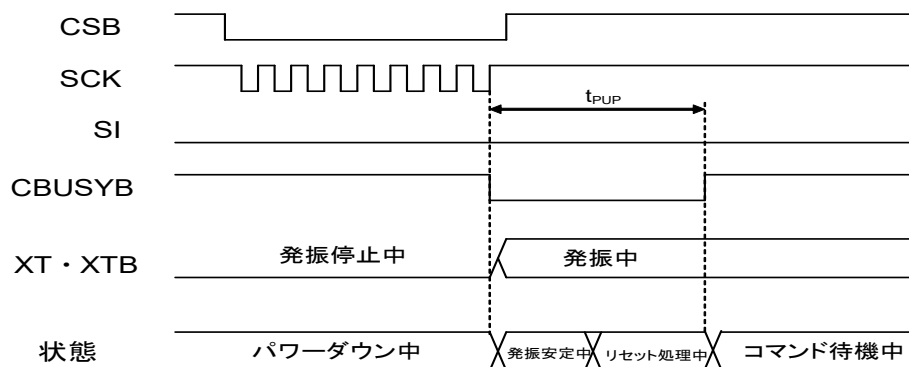 CSB
SCK
tPUP
SI
CBUSYB
XT・XTB
発振停止中
発振中
状態
パワーダウン中
発振安定中
リセット処理中
コマンド待機中